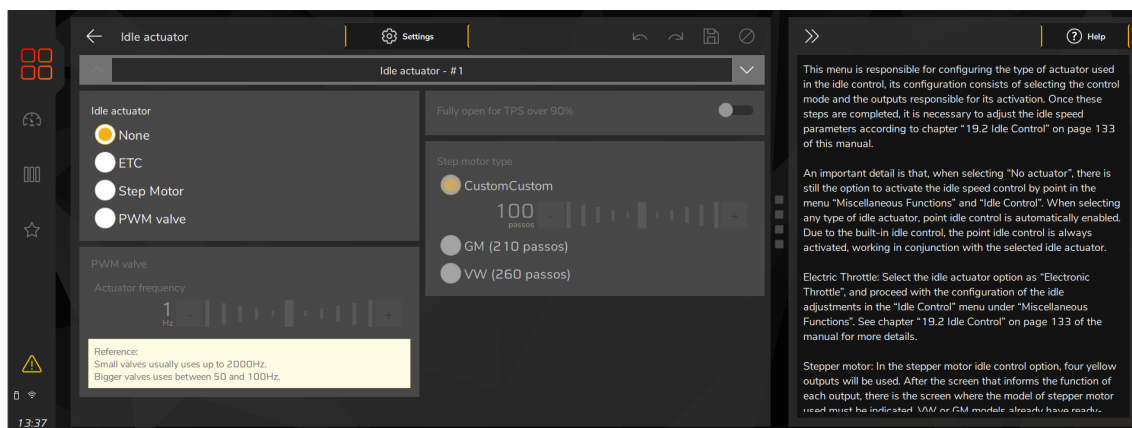 Idle actuator
Settings
Idle actuator - #1
Idle actuator
None
ETC
Step Motor
PWM valve
PWM valve
Actuator frequency
1
Hz
-
+
Reference:
Small valves usually uses up to 2000Hz.
Bigger valves uses between 50 and 100Hz.
Fully open for TPS over 90%
Step motor type
CustomCustom
100
passos
-
+
GM (210 passos)
VW (260 passos)
13:37
Help
This menu is responsible for configuring the type of actuator used
in the idle control, its configuration consists of selecting the control
mode and the outputs responsible for its activation. Once these
steps are completed, it is necessary to adjust the idle speed
parameters according to chapter “19.2 Idle Control” on page 133
of this manual.
An important detail is that, when selecting “No actuator”, there is
still the option to activate the idle speed control by point in the
menu “Miscellaneous Functions” and “Idle Control”. When selecting
any type of idle actuator, point idle control is automatically enabled.
Due to the built-in idle control, the point idle control is always
activated, working in conjunction with the selected idle actuator.
Electric Throttle: Select the idle actuator option as “Electronic
Throttle”, and proceed with the configuration of the idle
adjustments in the “Idle Control” menu under “Miscellaneous
Functions”. See chapter “19.2 Idle Control” on page 133 of the
manual for more details.
Stepper motor: In the stepper motor idle control option, four yellow
outputs will be used. After the screen that informs the function of
each output, there is the screen where the model of stepper motor
used must be indicated. VW or GM models already have ready-